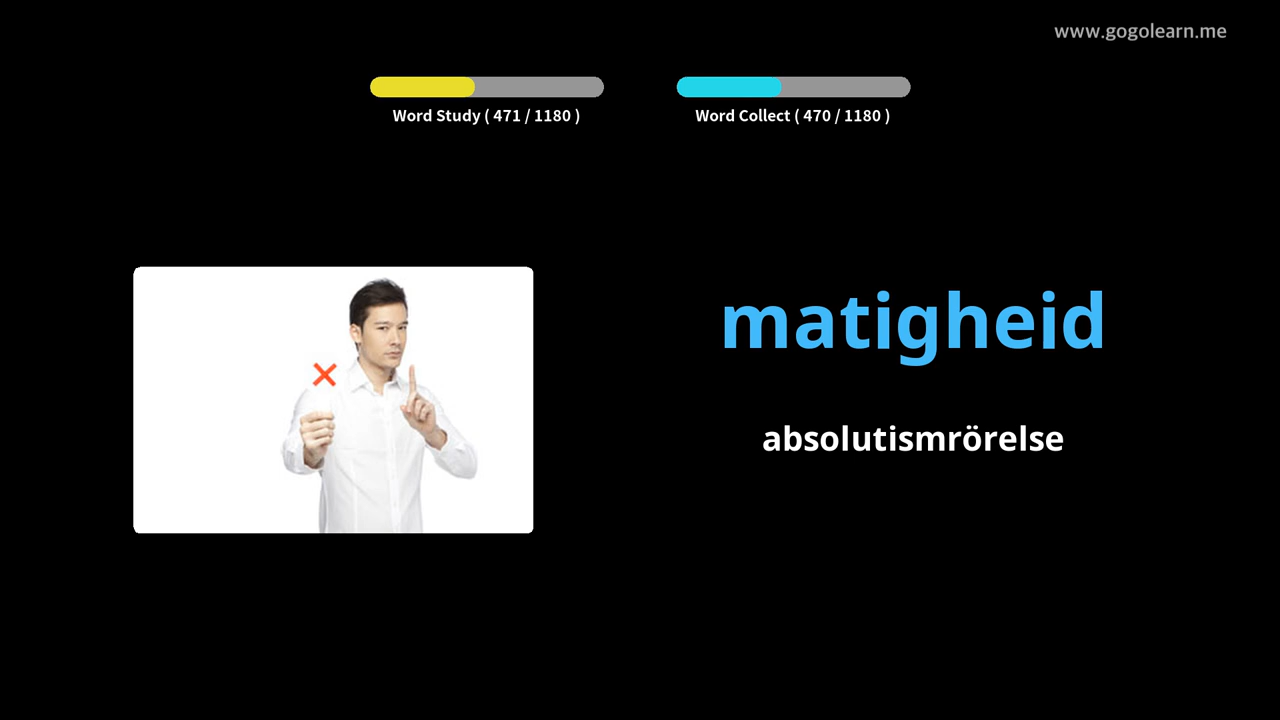 www.gogolearn.me
Word Study ( 471 / 1180 )
Word Collect ( 470 / 1180 )
matigheid
absolutismrörelse